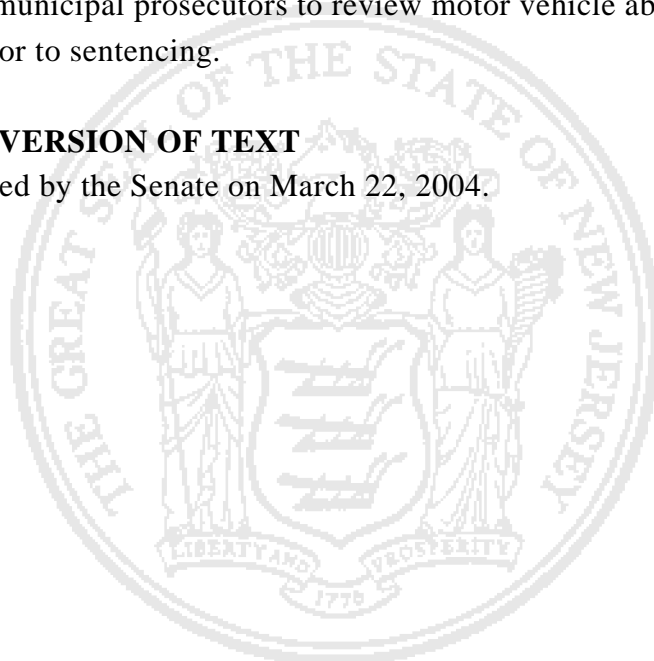 municipal prosecutors to review motor vehicle ab
or to sentencing.
VERSION OF TEXT
ed by the Senate on March 22, 2004.
THE GREAT SEAL OF THE STATE OF NEW JERSEY
LIBERTY AND PROSPERITY
1776